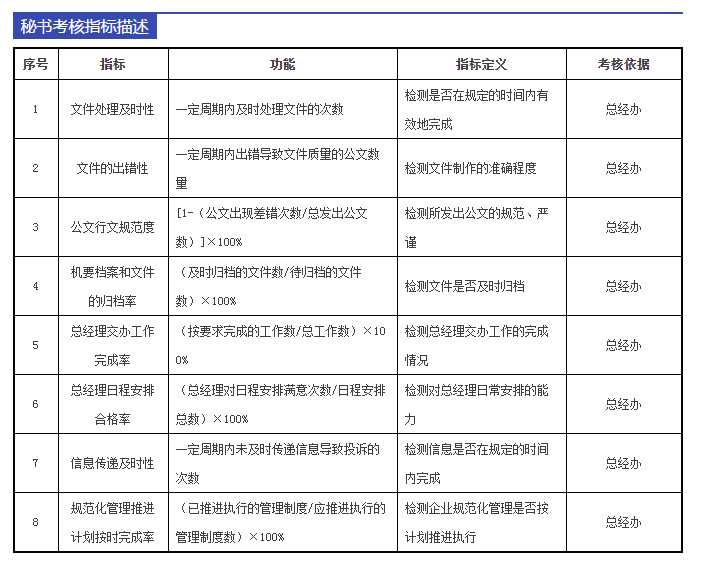 秘书考核指标描述
序号 指标 功能 指标定义 考核依据
1 文件处理及时性 一定周期内及时处理文件的次数 检测是否在规定的时间内有
效地完成 总经办
2 文件的出错性 一定周期内出错导致文件质量的公文数
量 检测文件制作的准确程度 总经办
3 公文行文规范度 [1-（公文出现差错次数/总发出公文
数）]×100% 检测所发出公文的规范、严
谨 总经办
4 机要档案和文件
的归档率 （及时归档的文件数/待归档的文件
数）×100% 检测文件是否及时归档 总经办
5 总经理交办工作
完成率 （按要求完成的工作数/总工作数）×10
0% 检测总经理交办工作的完成
情况 总经办
6 总经理日程安排
合格率 （总经理对日程安排满意次数/日程安排
总数）×100% 检测对总经理日常安排的能
力 总经办
7 信息传递及时性 一定周期内未及时传递信息导致投诉的
次数 检测信息是否在规定的时间
内完成 总经办
8 规范化管理推进
计划按时完成率 （已推进执行的管理制度/应推进执行的
管理制度数）×100% 检测企业规范化管理是否按
计划推进执行 总经办